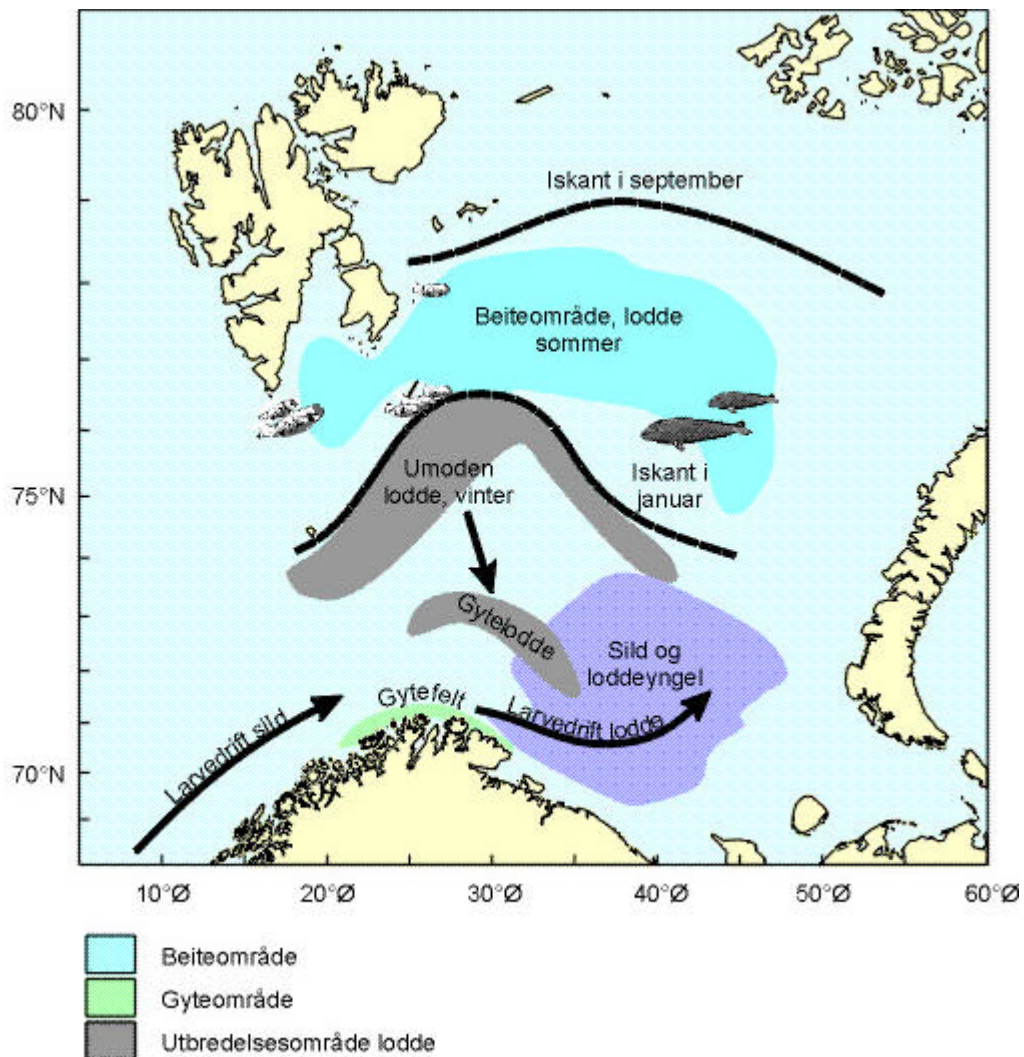 80°N
Iskant i september
Beiteområde, lodde
sommer
Umoden
lodde, vinter
Iskant i
januar
75°N
Gytelodde
Sild og
loddeyngel
Gytefelt
Larvedrift sild
Larvedrift lodde
70°N
10°Ø 20°Ø 30°Ø 40°Ø 50°Ø 60°Ø
Beiteområde
Gyteområde
Utbredelsesområde lodde